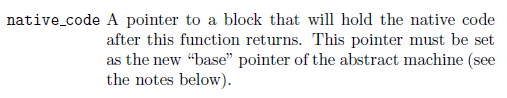 native_code A pointer to a block that will hold the native code
after this function returns. This pointer must be set
as the new “base” pointer of the abstract machine (see
the notes below).